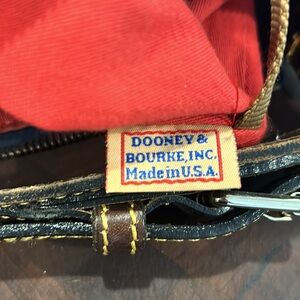 DOONEY &
BOURKE, INC.
Made in U.S.A.